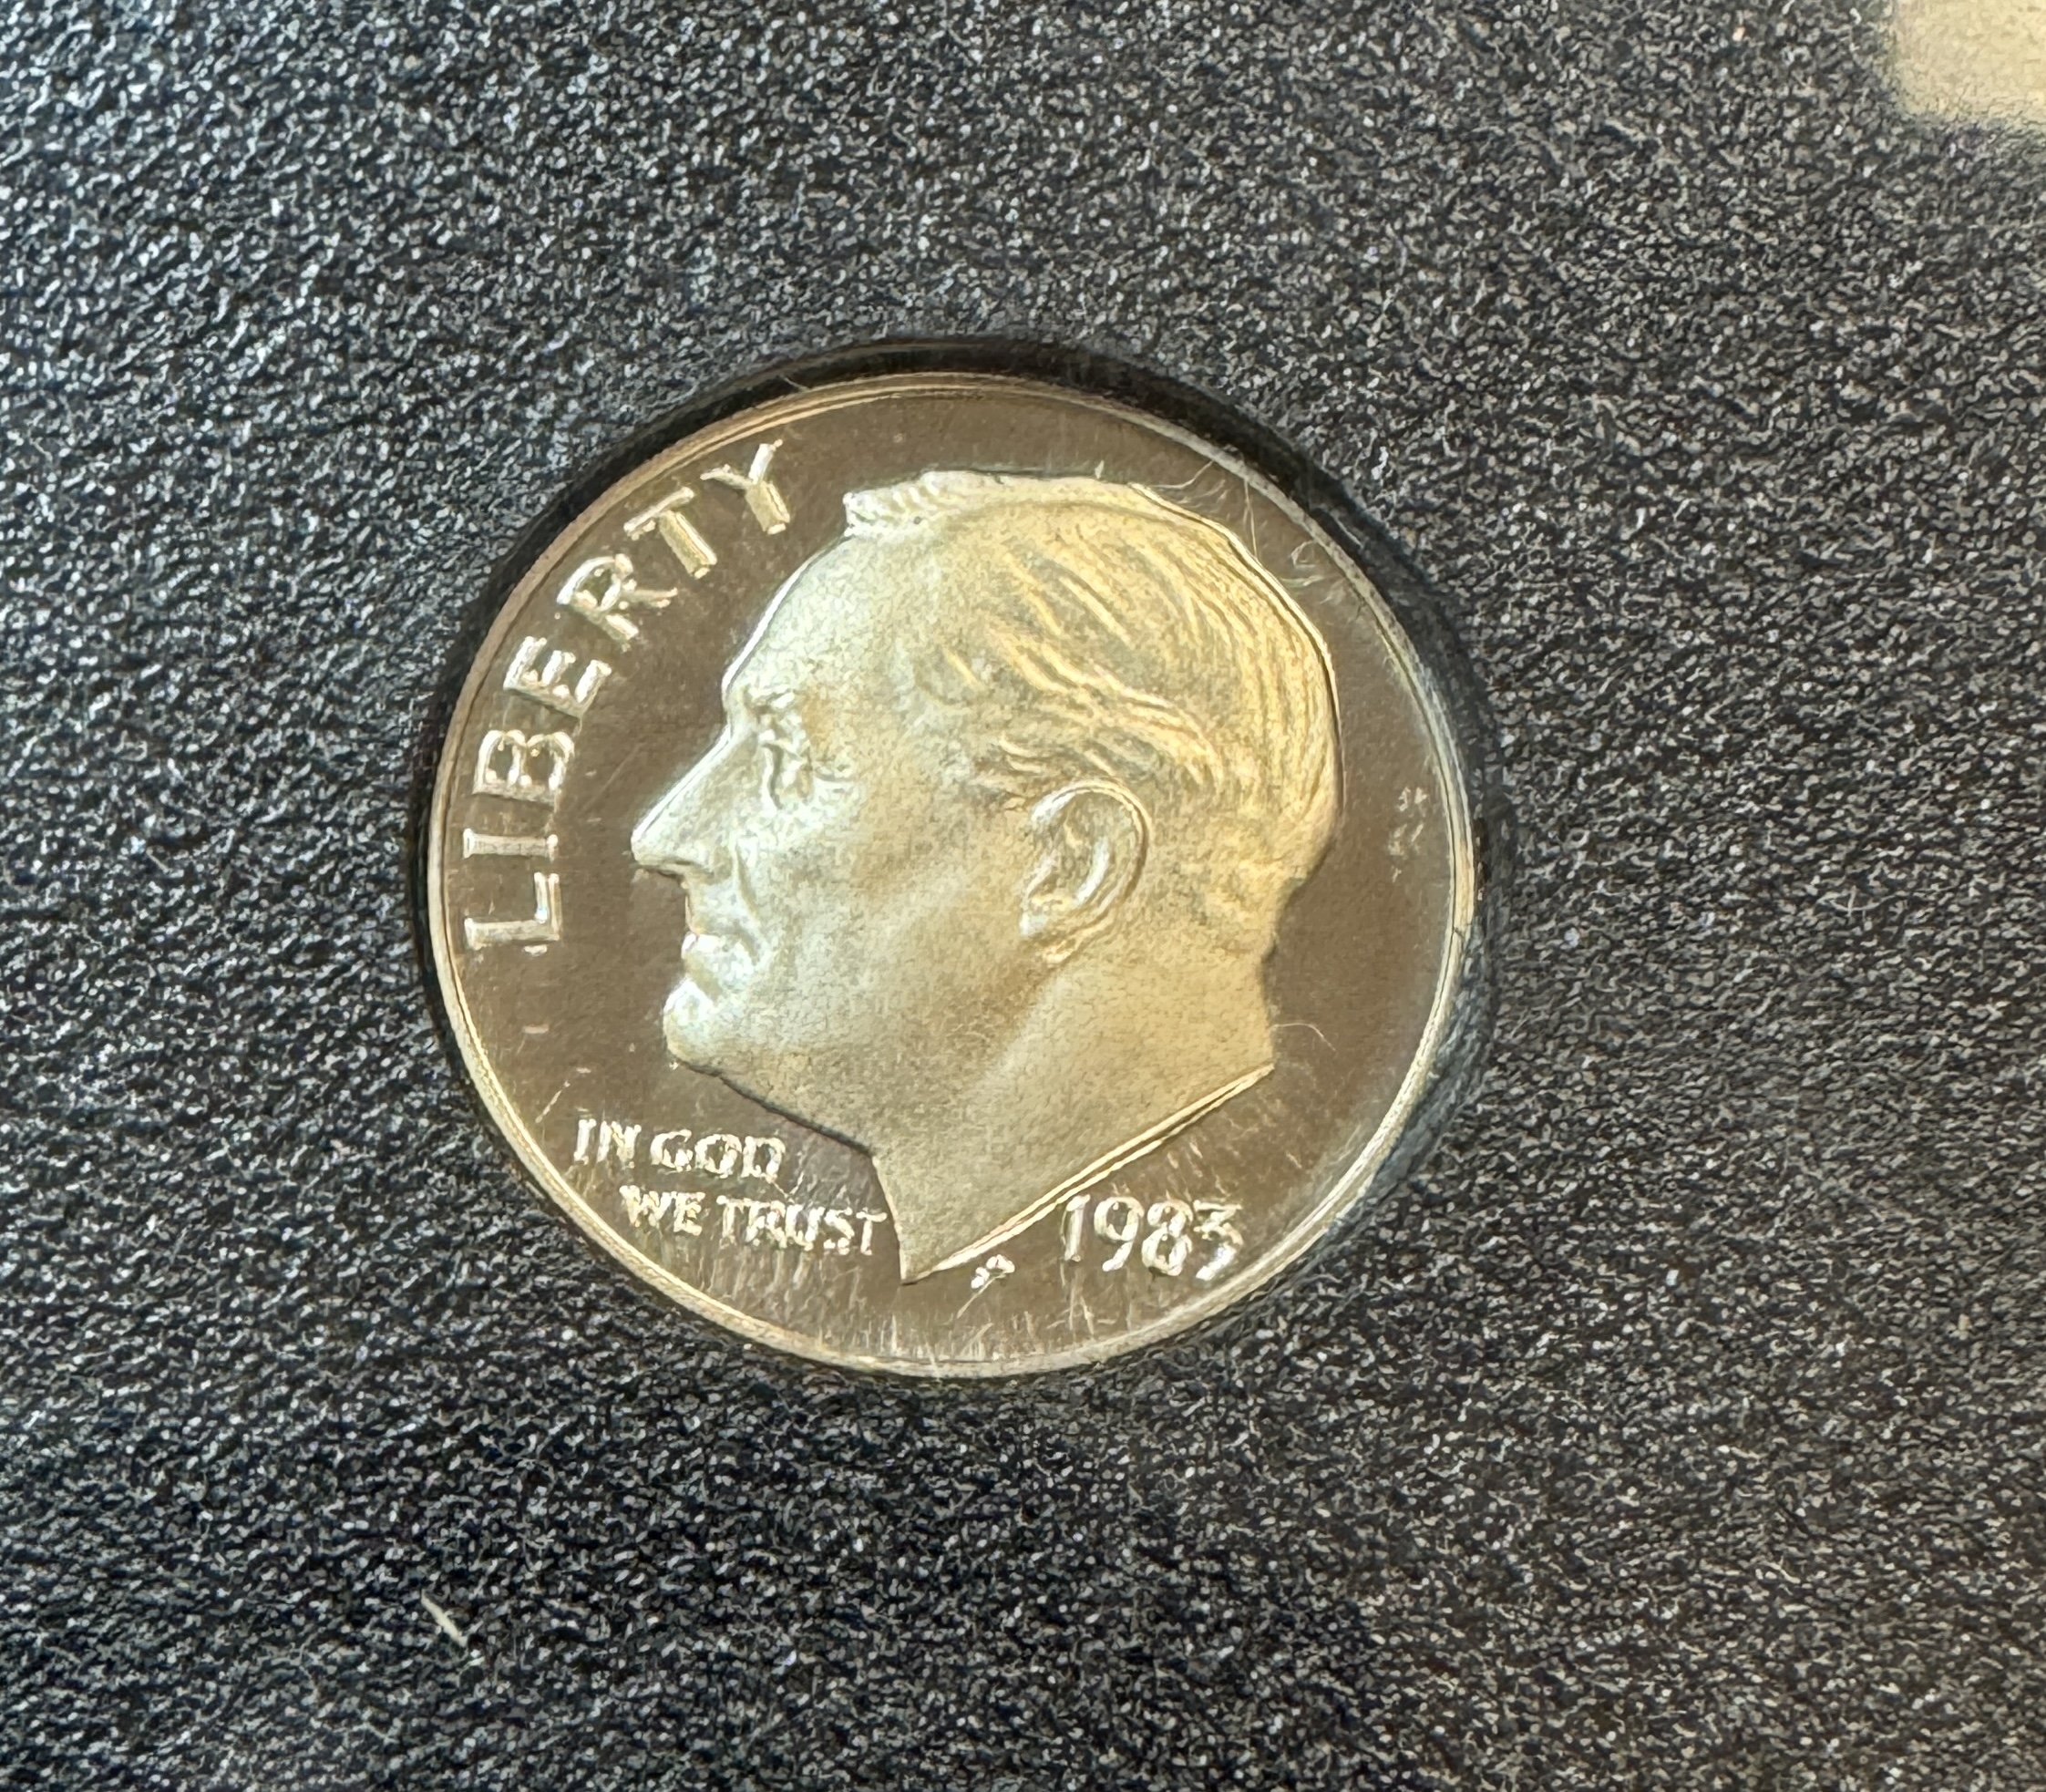 LIBERTY
IN GOD
WE TRUST
1983